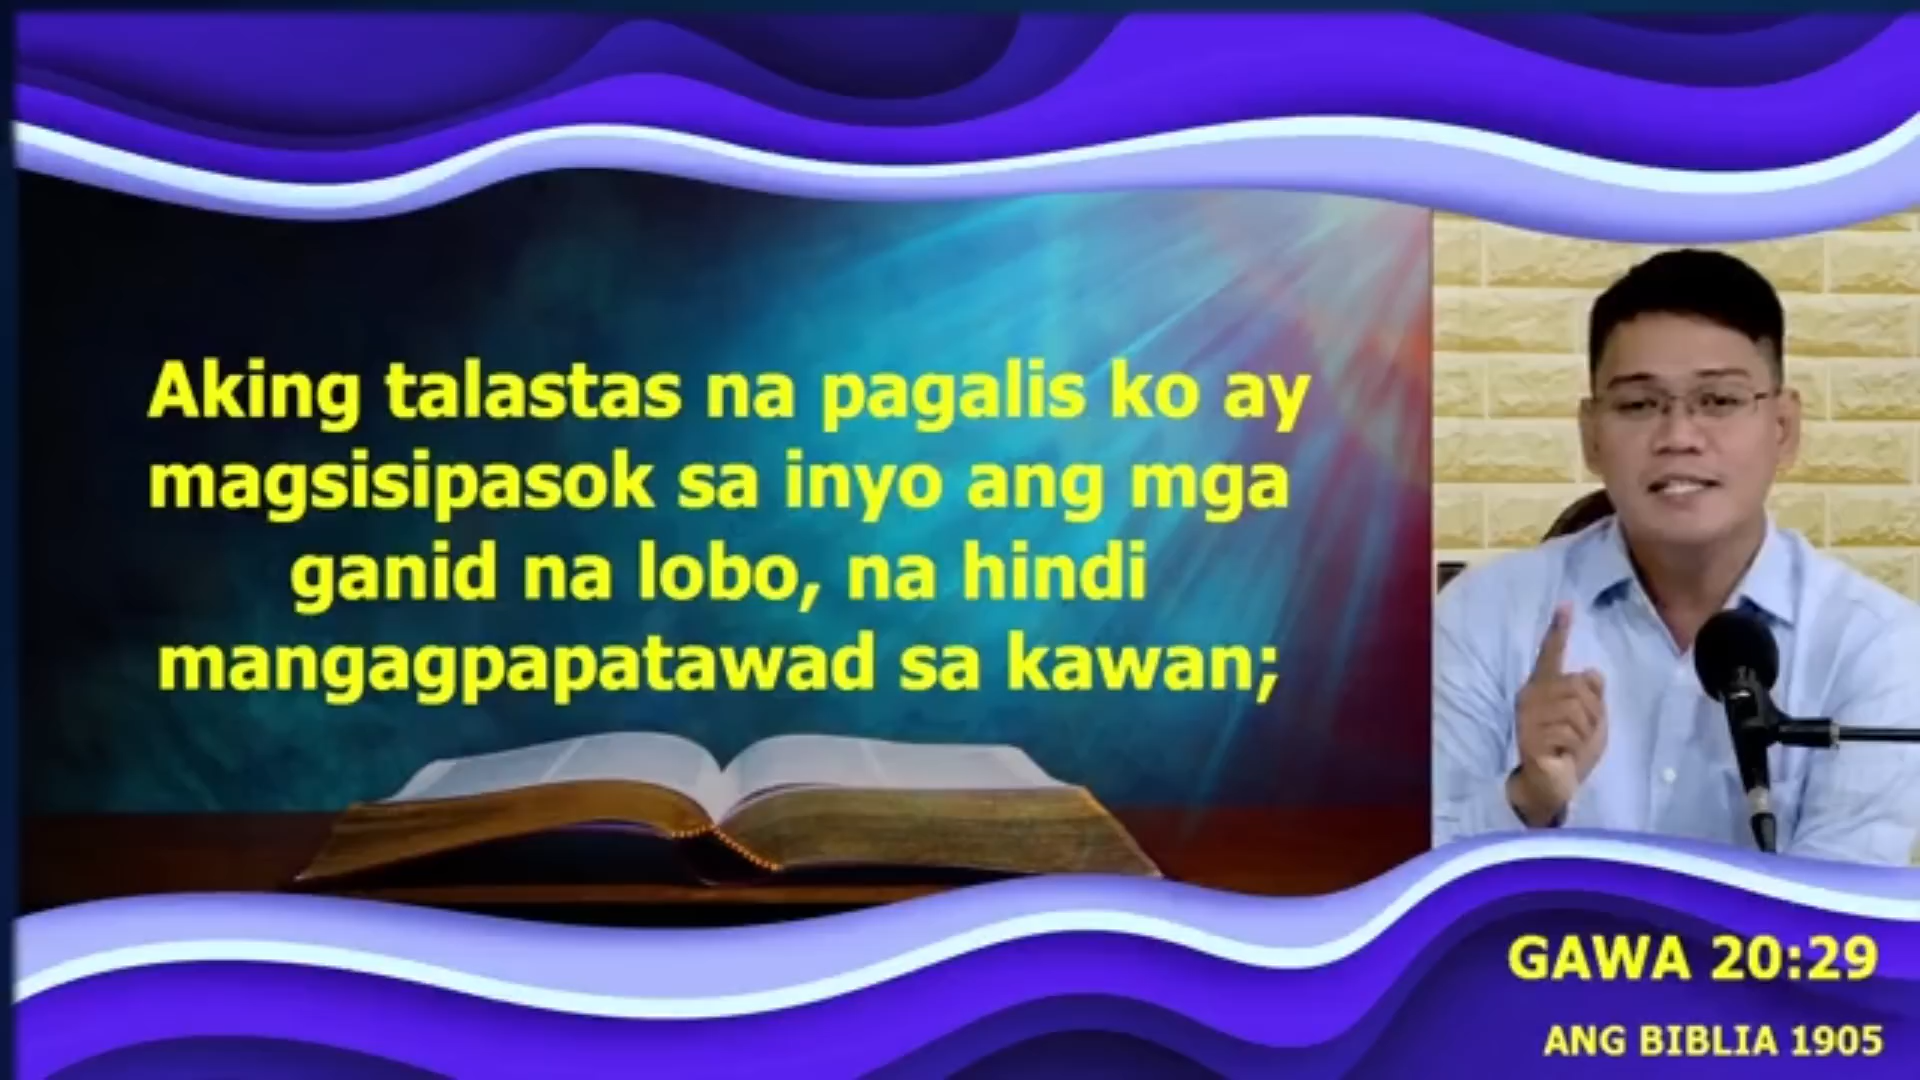 Aking talastas na pagalis ko ay
magsisipasok sa inyo ang mga
ganid na lobo, na hindi
mangagpapatawad sa kawan;
GAWA 20:29
ANG BIBLIA 1905